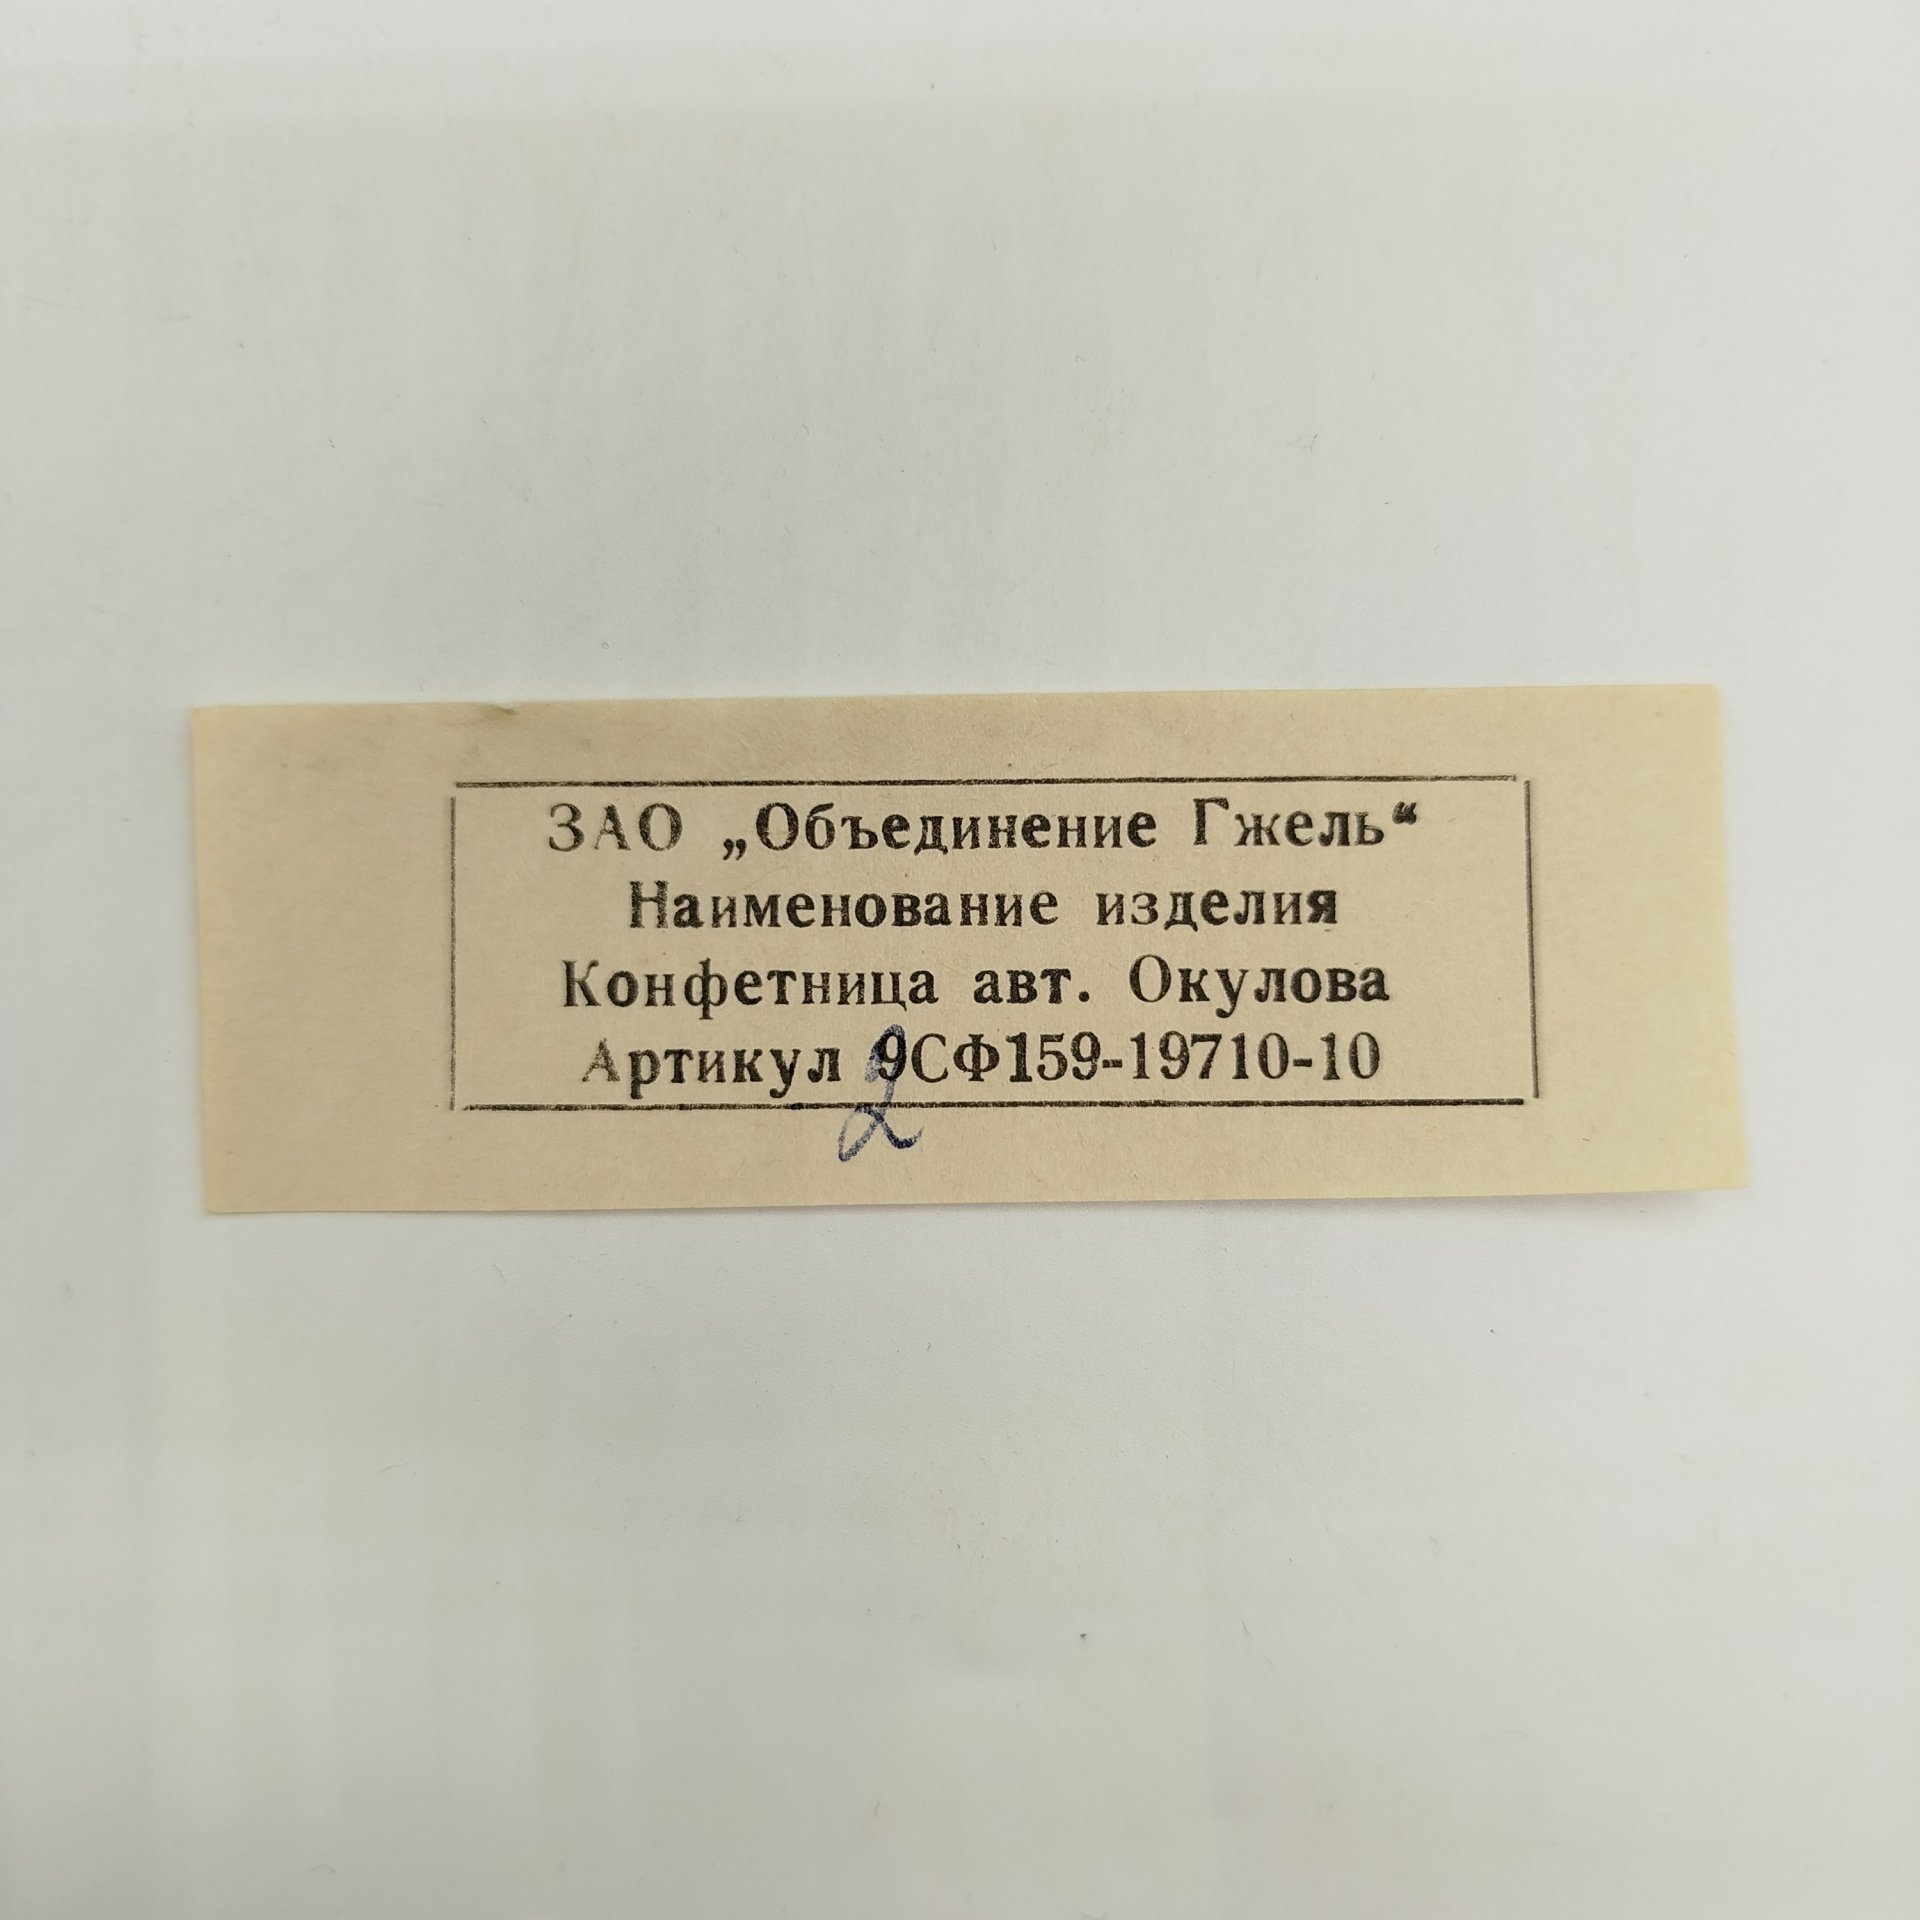 ЗАО „Объединение Гжель“
Наименование изделия
Конфетница авт. Окулова
Артикул 9СФ159-19710-10
2